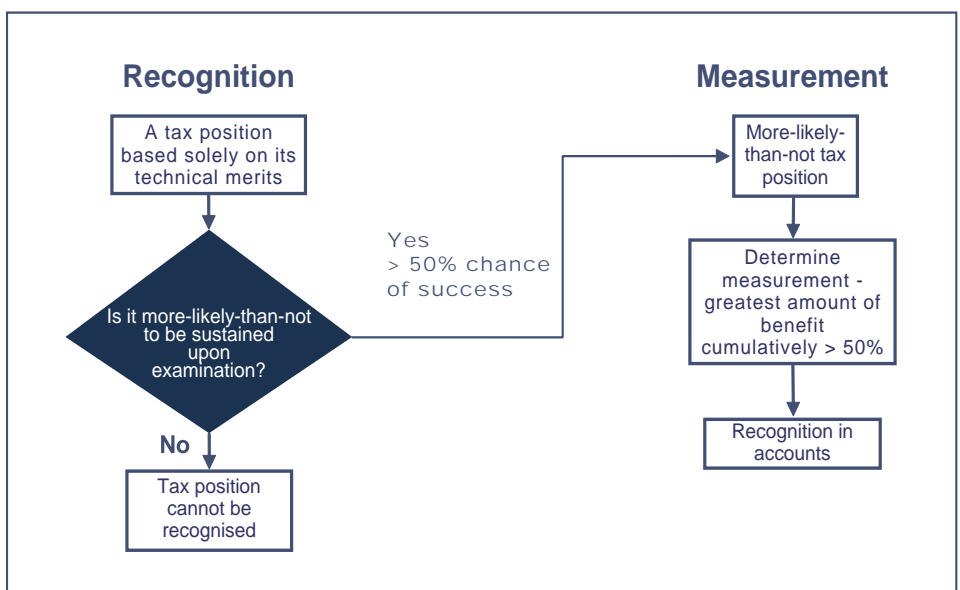 Recognition
A tax position
based solely on its
technical merits
Is it more-likely-than-not
to be sustained
upon
examination?
Yes
> 50% chance
of success
No
Tax position
cannot be
recognised
Measurement
More-likely-
than-not tax
position
Determine
measurement -
greatest amount of
benefit
cumulatively > 50%
Recognition in
accounts